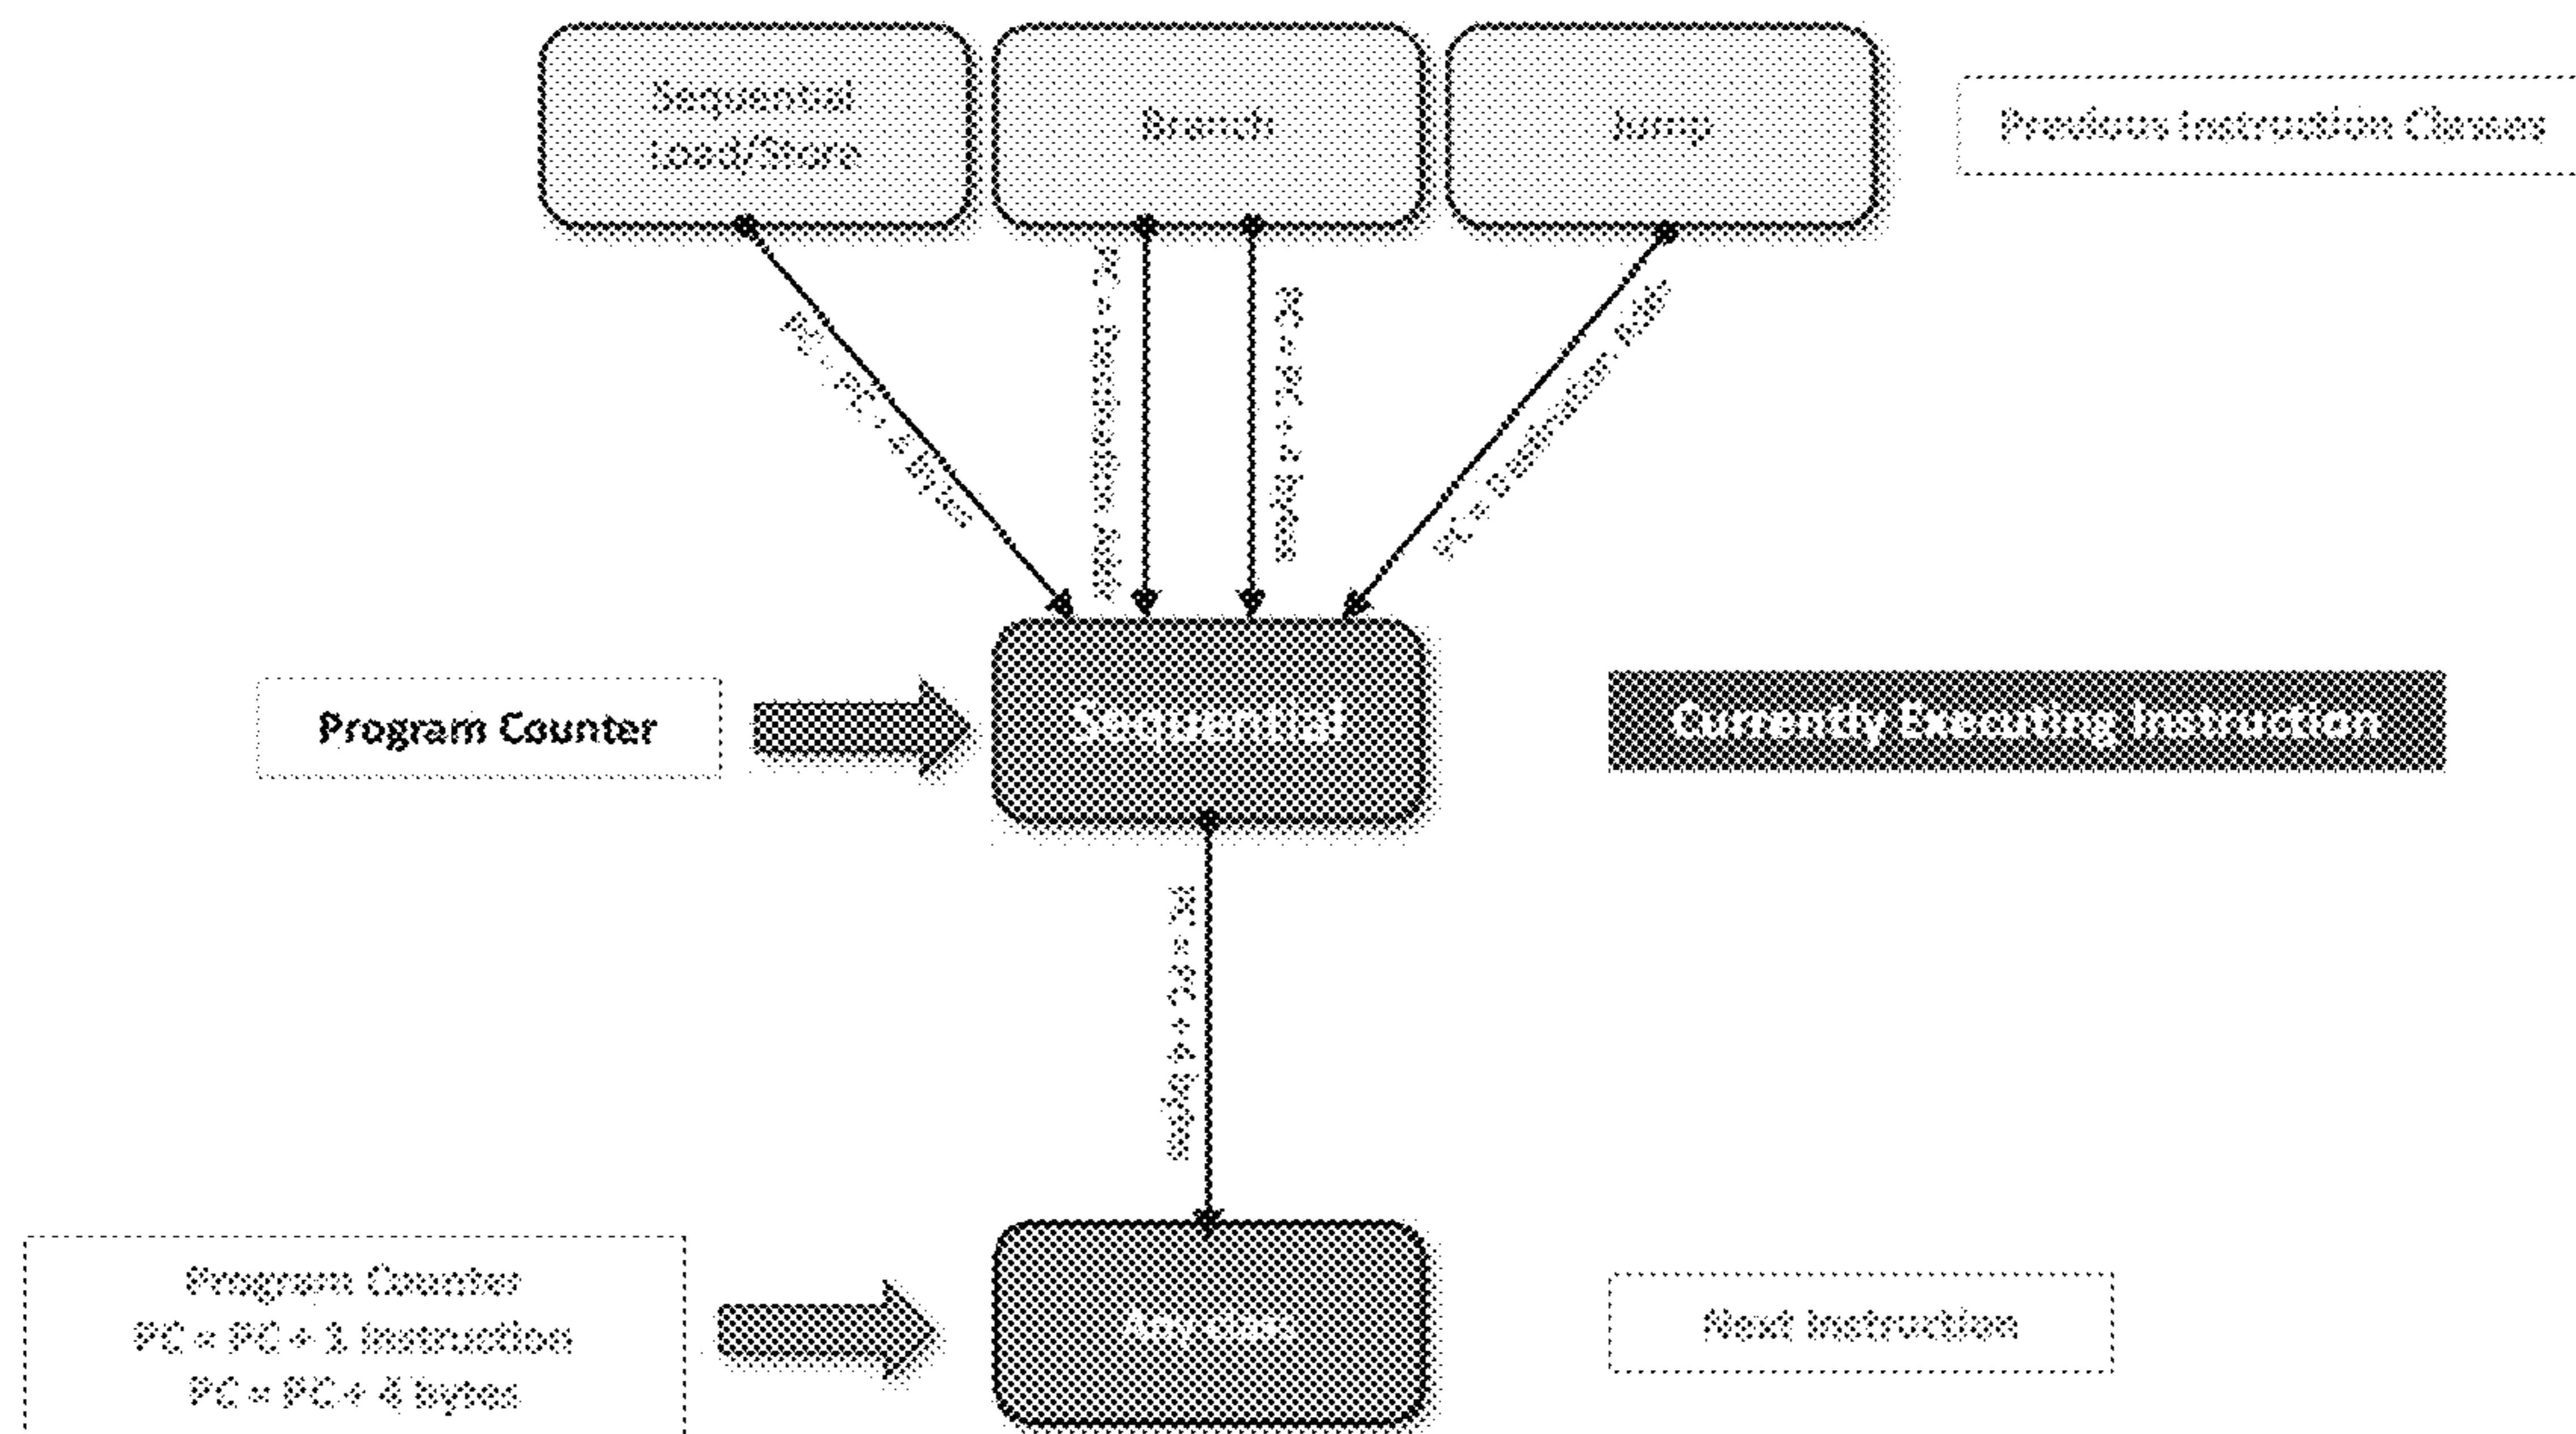 Sequential
Load/Store
Branch
Jump
Previous Instruction Classes
PC = PC + 4 Bytes
PC = Destination Addr
PC = PC + 4 bytes
PC = Destination Addr
Program Counter
Sequential
Currently Executing Instruction
PC = PC + 4 bytes
Program Counter
PC = PC + 1 Instruction
PC = PC + 4 bytes
Any
Next Instruction